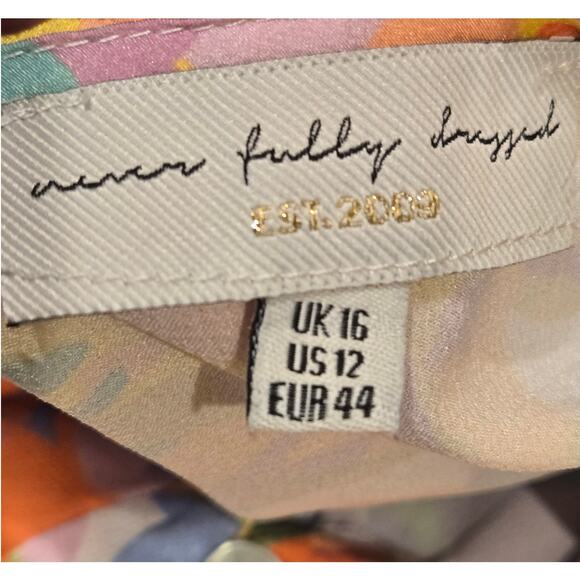 never fully dressed
EST.2009
UK 16
US 12
EUR 44